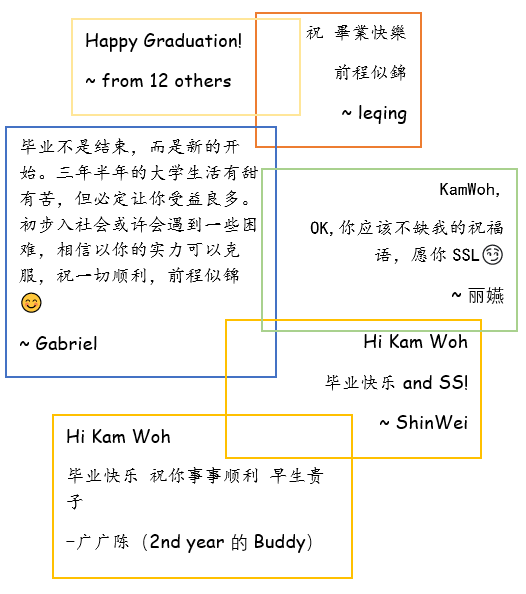 Happy Graduation!
~ from 12 others
祝 畢業快樂
前程似錦
~ leqing
毕业不是结束，而是新的开
始。三年半年的大学生活有甜
有苦，但必定让你受益良多。
初步入社会或许会遇到一些困
难，相信以你的实力可以克
服，祝一切顺利，前程似锦
😊
~ Gabriel
KamWoh,
OK,你应该不缺我的祝福
语，愿你 SSL😏
~ 丽嬿
Hi Kam Woh
毕业快乐 and SS!
~ ShinWei
Hi Kam Woh
毕业快乐 祝你事事顺利 早生贵
子
-广广陈（2nd year 的 Buddy）